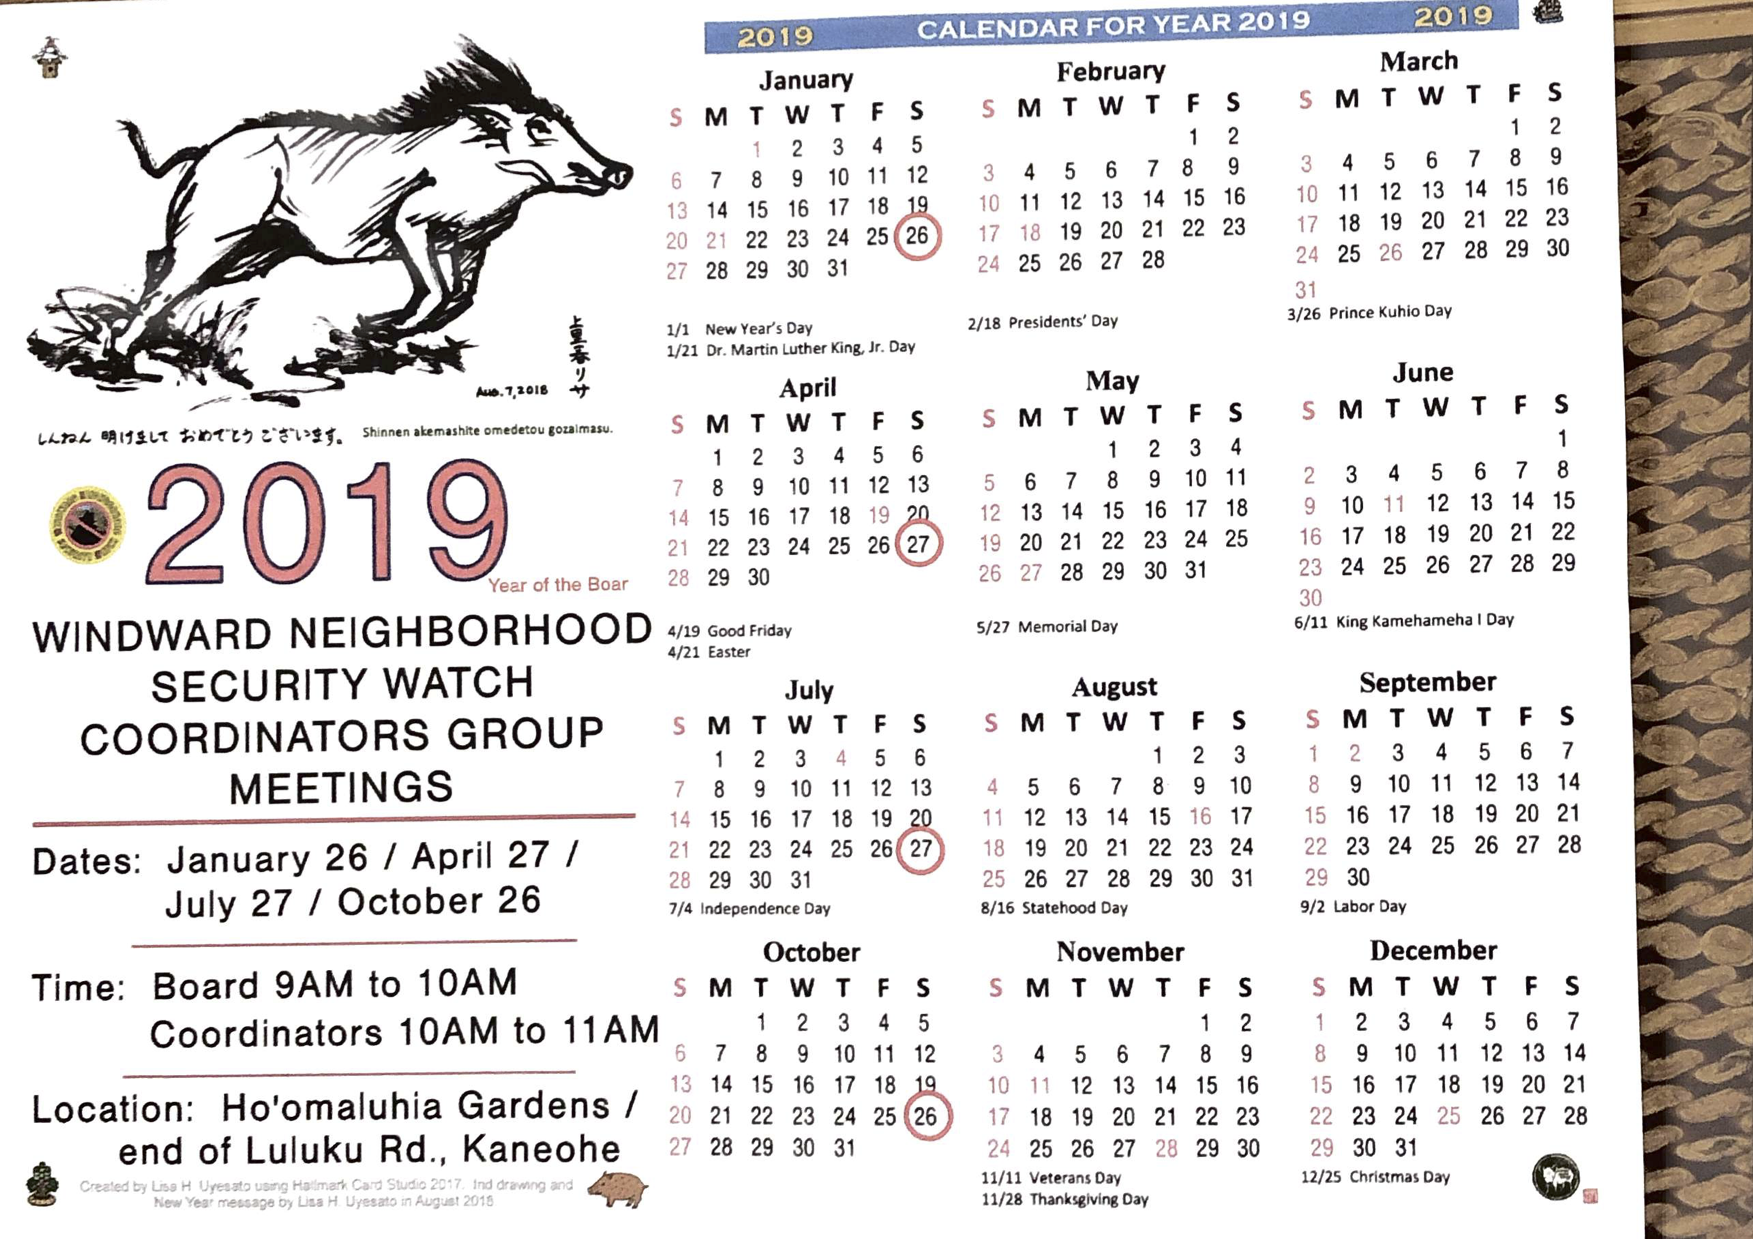 Aug. 7, 2018
上里春リサ
しんねん 明けまして おめでとう ございます。 Shinnen akemashite omedetou gozaimasu.
2019
Year of the Boar
WINDWARD NEIGHBORHOOD
SECURITY WATCH
COORDINATORS GROUP
MEETINGS
Dates: January 26 / April 27 /
July 27 / October 26
Time: Board 9AM to 10AM
Coordinators 10AM to 11AM
Location: Ho'omaluhia Gardens /
end of Luluku Rd., Kaneohe
Created by Lisa H. Uyesato using Hallmark Card Studio 2017. Ind drawing and
New Year message by Lisa H. Uyesato in August 2018
2019 CALENDAR FOR YEAR 2019 2019
January
S M T W T F S
1 2 3 4 5
6 7 8 9 10 11 12
13 14 15 16 17 18 19
20 21 22 23 24 25 26
27 28 29 30 31
1/1 New Year's Day
1/21 Dr. Martin Luther King, Jr. Day
February
S M T W T F S
1 2
3 4 5 6 7 8 9
10 11 12 13 14 15 16
17 18 19 20 21 22 23
24 25 26 27 28
2/18 Presidents' Day
March
S M T W T F S
1 2
3 4 5 6 7 8 9
10 11 12 13 14 15 16
17 18 19 20 21 22 23
24 25 26 27 28 29 30
31
3/26 Prince Kuhio Day
April
S M T W T F S
1 2 3 4 5 6
7 8 9 10 11 12 13
14 15 16 17 18 19 20
21 22 23 24 25 26 27
28 29 30
4/19 Good Friday
4/21 Easter
May
S M T W T F S
1 2 3 4
5 6 7 8 9 10 11
12 13 14 15 16 17 18
19 20 21 22 23 24 25
26 27 28 29 30 31
5/27 Memorial Day
June
S M T W T F S
1
2 3 4 5 6 7 8
9 10 11 12 13 14 15
16 17 18 19 20 21 22
23 24 25 26 27 28 29
30
6/11 King Kamehameha I Day
July
S M T W T F S
1 2 3 4 5 6
7 8 9 10 11 12 13
14 15 16 17 18 19 20
21 22 23 24 25 26 27
28 29 30 31
7/4 Independence Day
August
S M T W T F S
1 2 3
4 5 6 7 8 9 10
11 12 13 14 15 16 17
18 19 20 21 22 23 24
25 26 27 28 29 30 31
8/16 Statehood Day
September
S M T W T F S
1 2 3 4 5 6 7
8 9 10 11 12 13 14
15 16 17 18 19 20 21
22 23 24 25 26 27 28
29 30
9/2 Labor Day
October
S M T W T F S
1 2 3 4 5
6 7 8 9 10 11 12
13 14 15 16 17 18 19
20 21 22 23 24 25 26
27 28 29 30 31
November
S M T W T F S
1 2
3 4 5 6 7 8 9
10 11 12 13 14 15 16
17 18 19 20 21 22 23
24 25 26 27 28 29 30
11/11 Veterans Day
11/28 Thanksgiving Day
December
S M T W T F S
1 2 3 4 5 6 7
8 9 10 11 12 13 14
15 16 17 18 19 20 21
22 23 24 25 26 27 28
29 30 31
12/25 Christmas Day